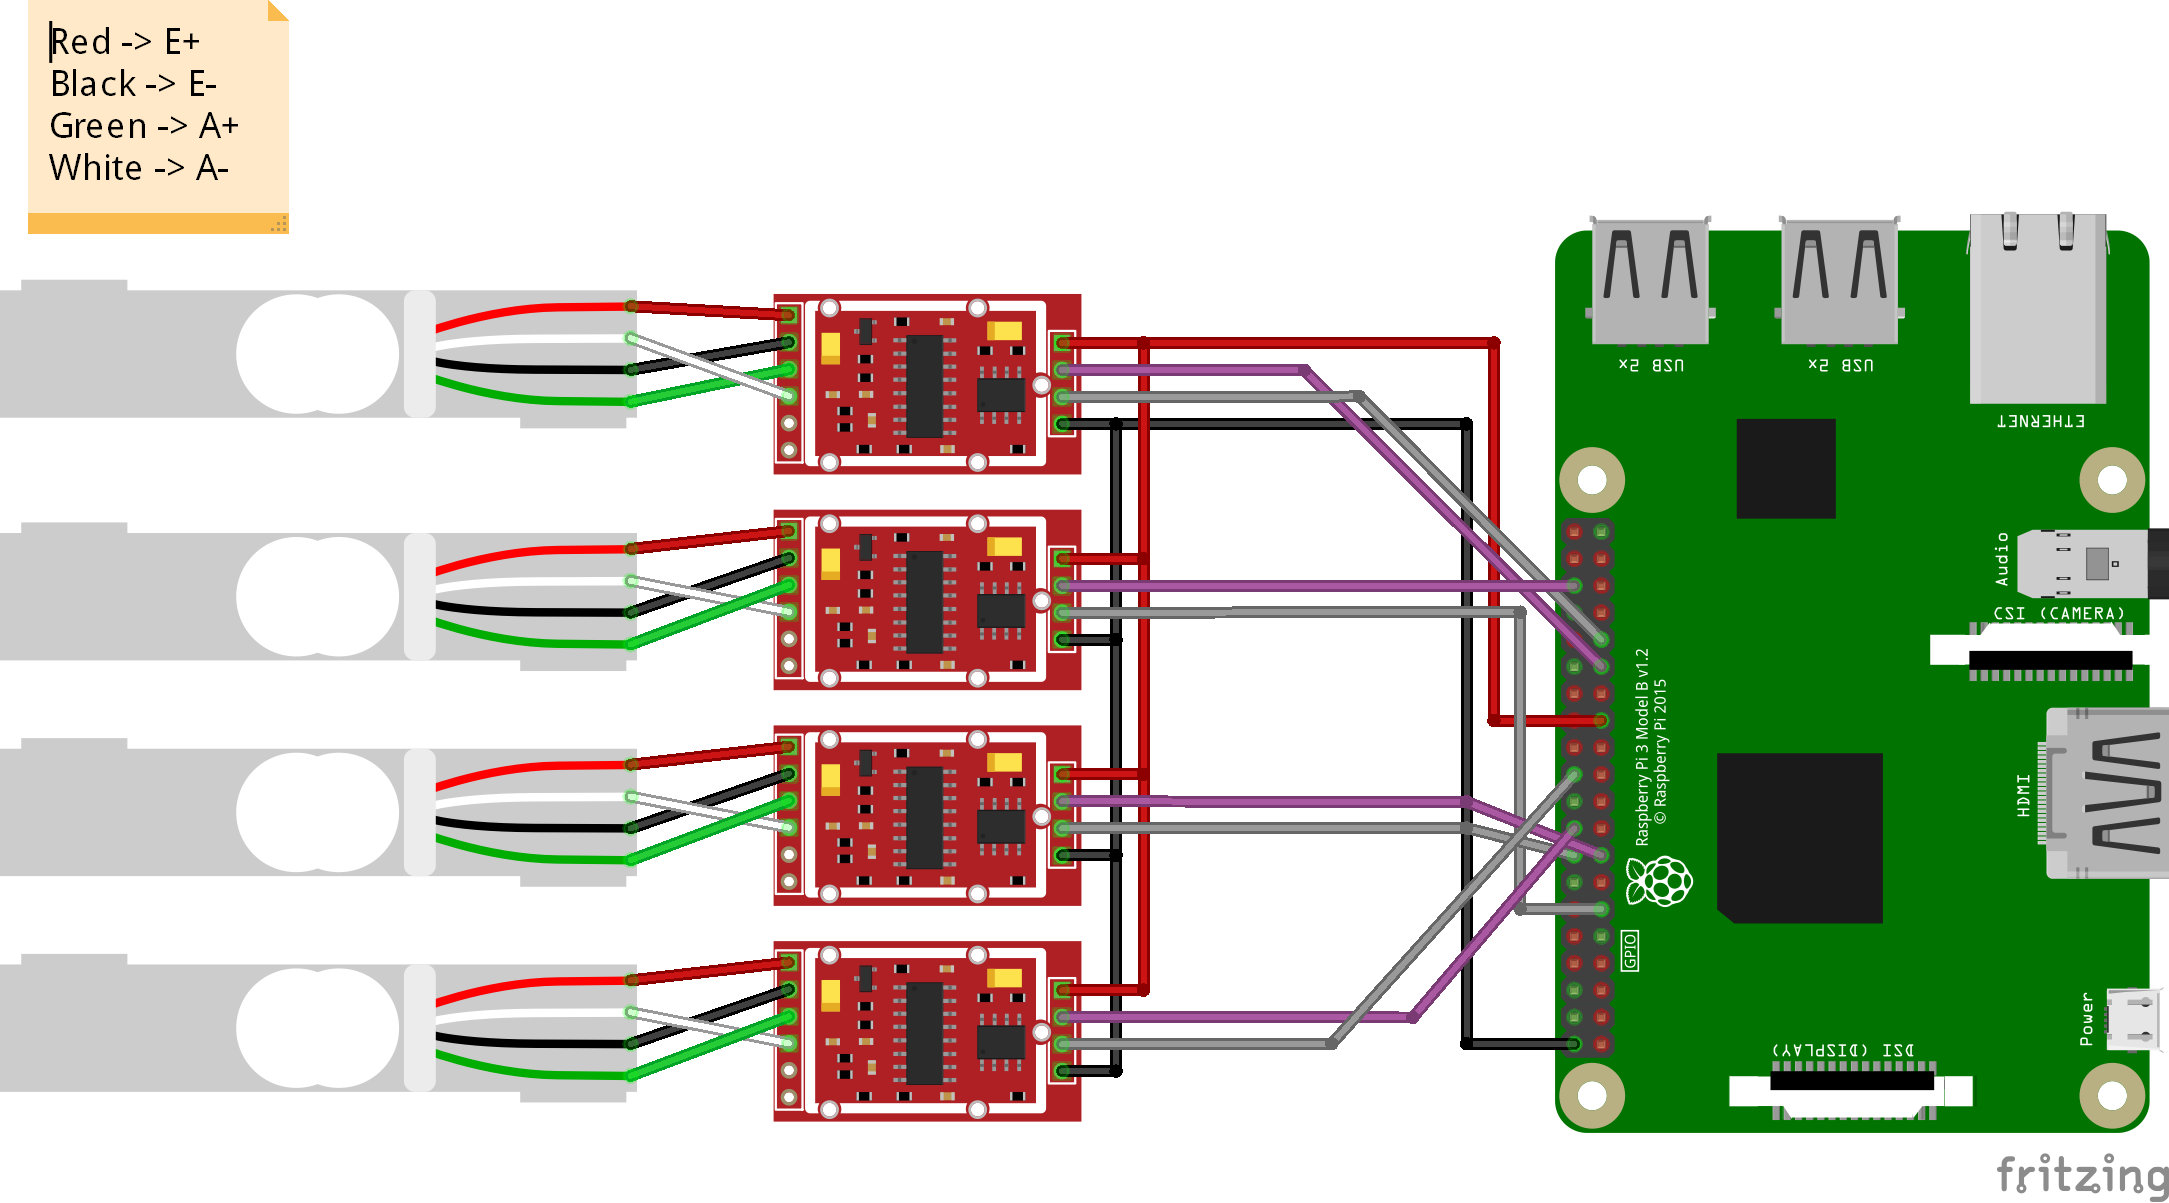 Red -> E+
Black -> E-
Green -> A+
White -> A-
USB 2x
USB 2x
ETHERNET
Audio
CSI (CAMERA)
Raspberry Pi 3 Model B v1.2
© Raspberry Pi 2015
HDMI
GPIO
Power
DSI (DISPLAY)
fritzing